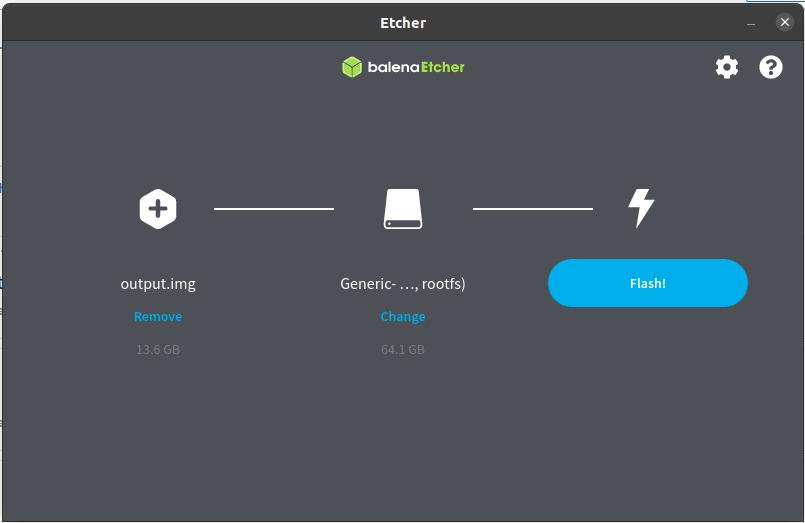 Etcher
balenaEtcher
output.img
Remove
13.6 GB
Generic- ..., rootfs)
Change
64.1 GB
Flash!